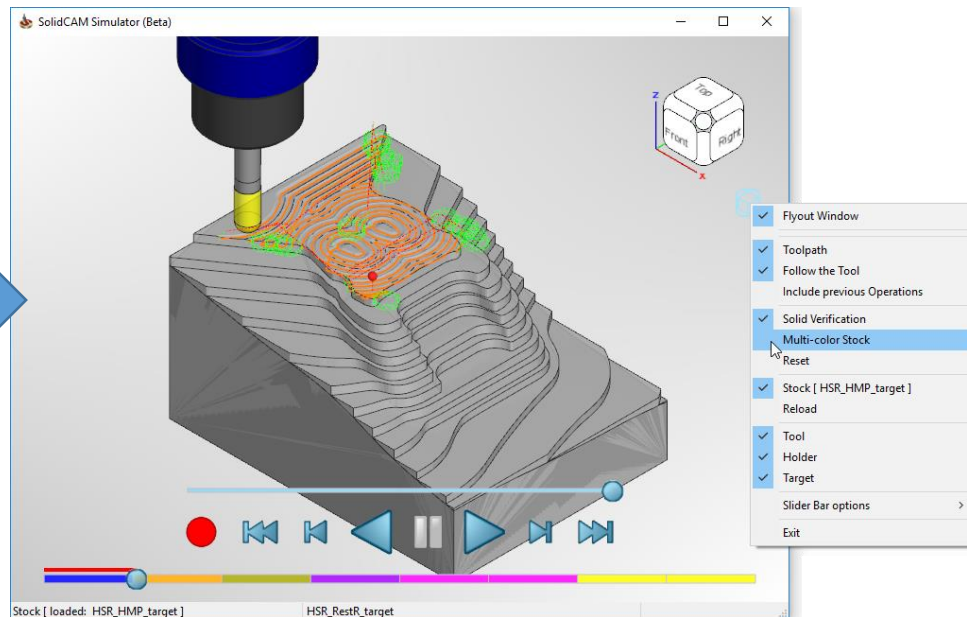 SolidCAM Simulator (Beta)
Top
Front
Right
z
x
Flyout Window
Toolpath
Follow the Tool
Include previous Operations
Solid Verification
Multi-color Stock
Reset
Stock [ HSR_HMP_target ]
Reload
Tool
Holder
Target
Slider Bar options
Exit
Stock [ loaded: HSR_HMP_target ]
HSR_RestR_target